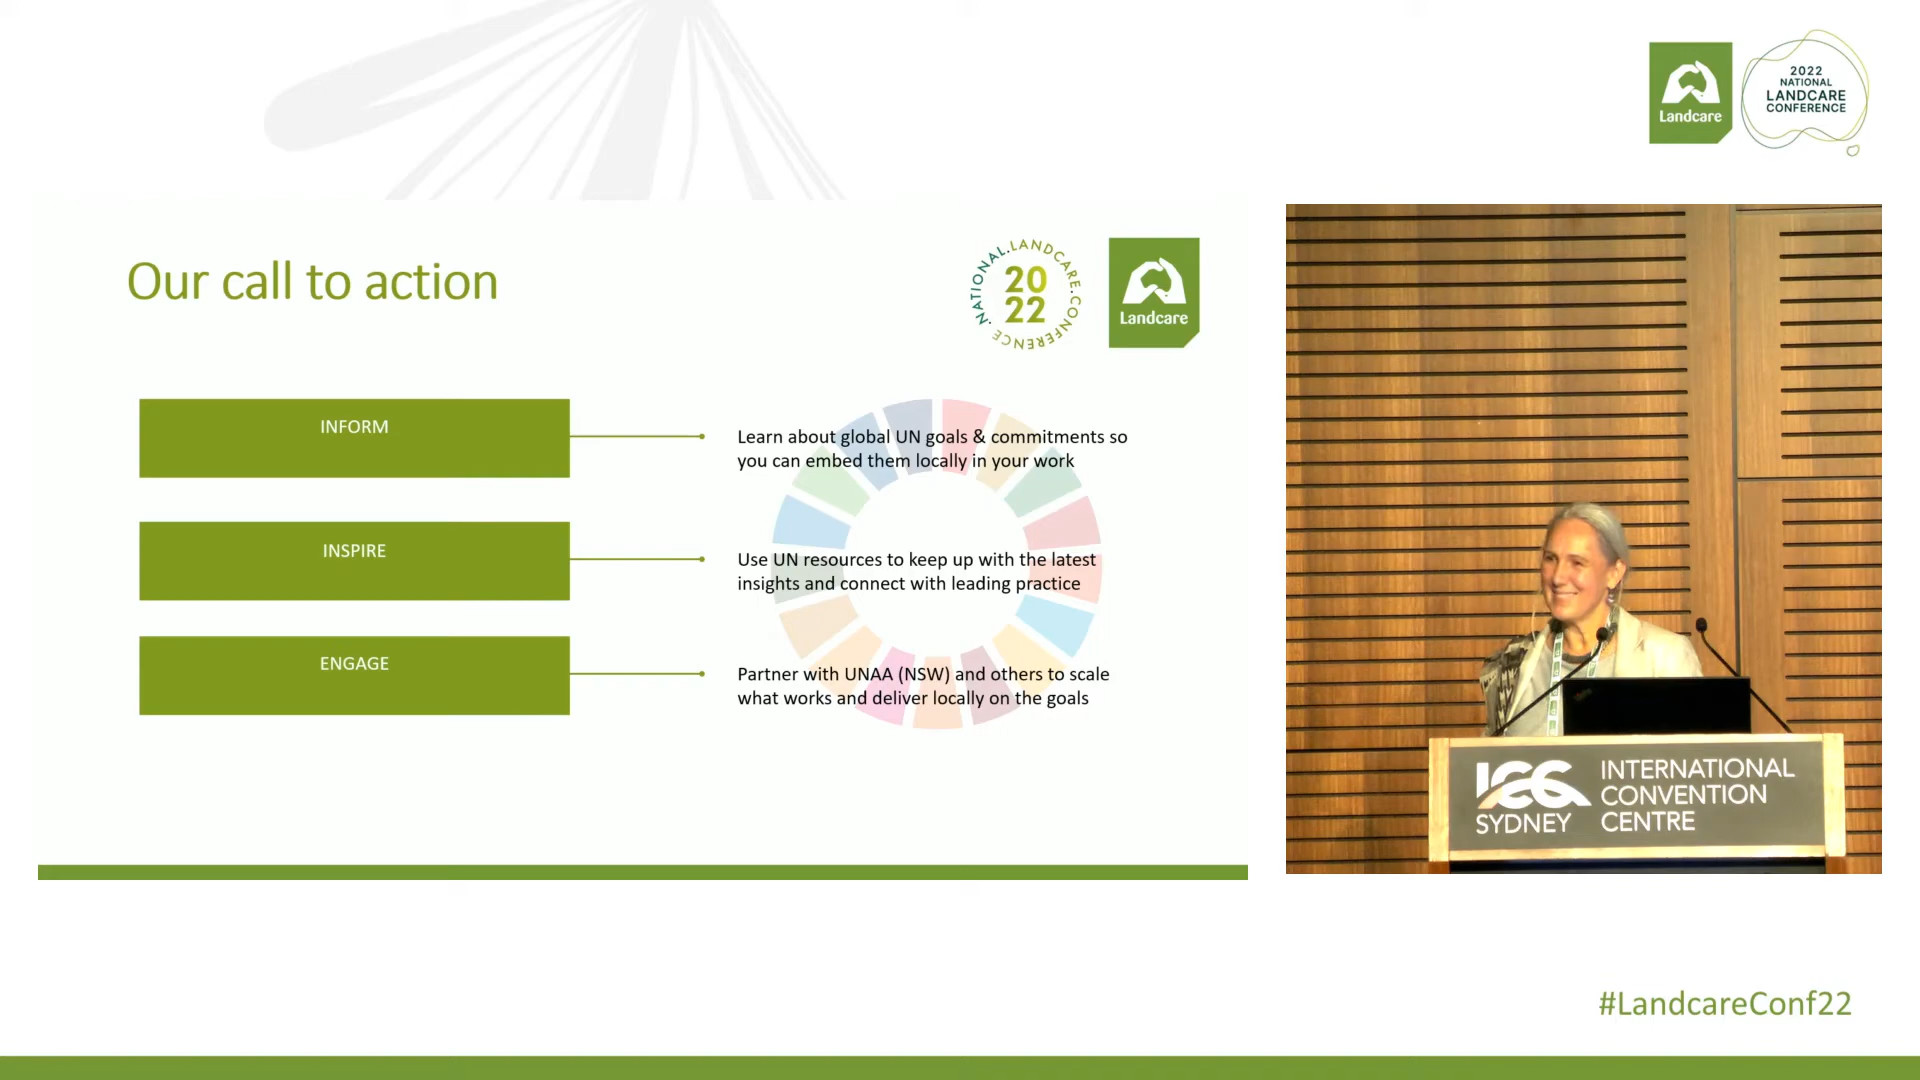 Landcare
2022
NATIONAL
LANDCARE
CONFERENCE
Our call to action
.NATIONAL.LANDCARE.CONFERENCE
20
22
Landcare
INFORM
Learn about global UN goals & commitments so
you can embed them locally in your work
INSPIRE
Use UN resources to keep up with the latest
insights and connect with leading practice
ENGAGE
Partner with UNAA (NSW) and others to scale
what works and deliver locally on the goals
ICC
SYDNEY
INTERNATIONAL
CONVENTION
CENTRE
#LandcareConf22